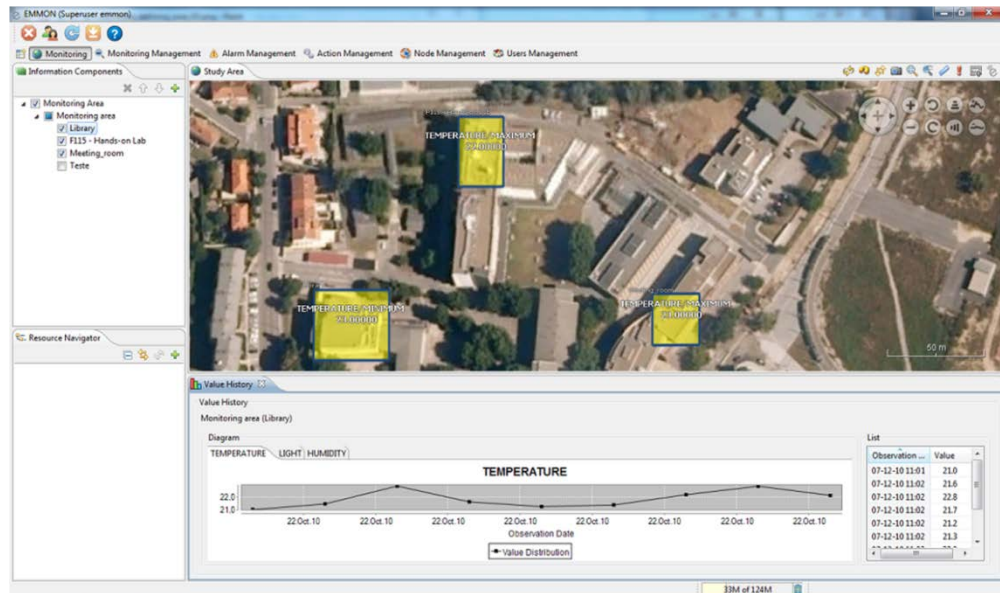 EMMON (Superuser emmon)
Monitoring Monitoring Management Alarm Management Action Management Node Management Users Management
Information Components
Monitoring Area
Monitoring area
Library
F115 - Hands-on Lab
Meeting_room
Teste
Resource Navigator
Study Area
TEMPERATURE/MAXIMUM
TEMPERATURE/MINIMUM
TEMPERATURE/MAXIMUM
50 m
Value History
Value History
Monitoring area (Library)
Diagram
TEMPERATURE LIGHT HUMIDITY
TEMPERATURE
22.0
21.0
22.Oct.10 22.Oct.10 22.Oct.10 22.Oct.10 22.Oct.10 22.Oct.10 22.Oct.10 22.Oct.10
Observation Date
Value Distribution
List
Observation ... Value
07-12-10 11:01 21.0
07-12-10 11:02 21.6
07-12-10 11:02 22.8
07-12-10 11:02 21.7
07-12-10 11:02 21.2
07-12-10 11:02 21.3
33M of 124M